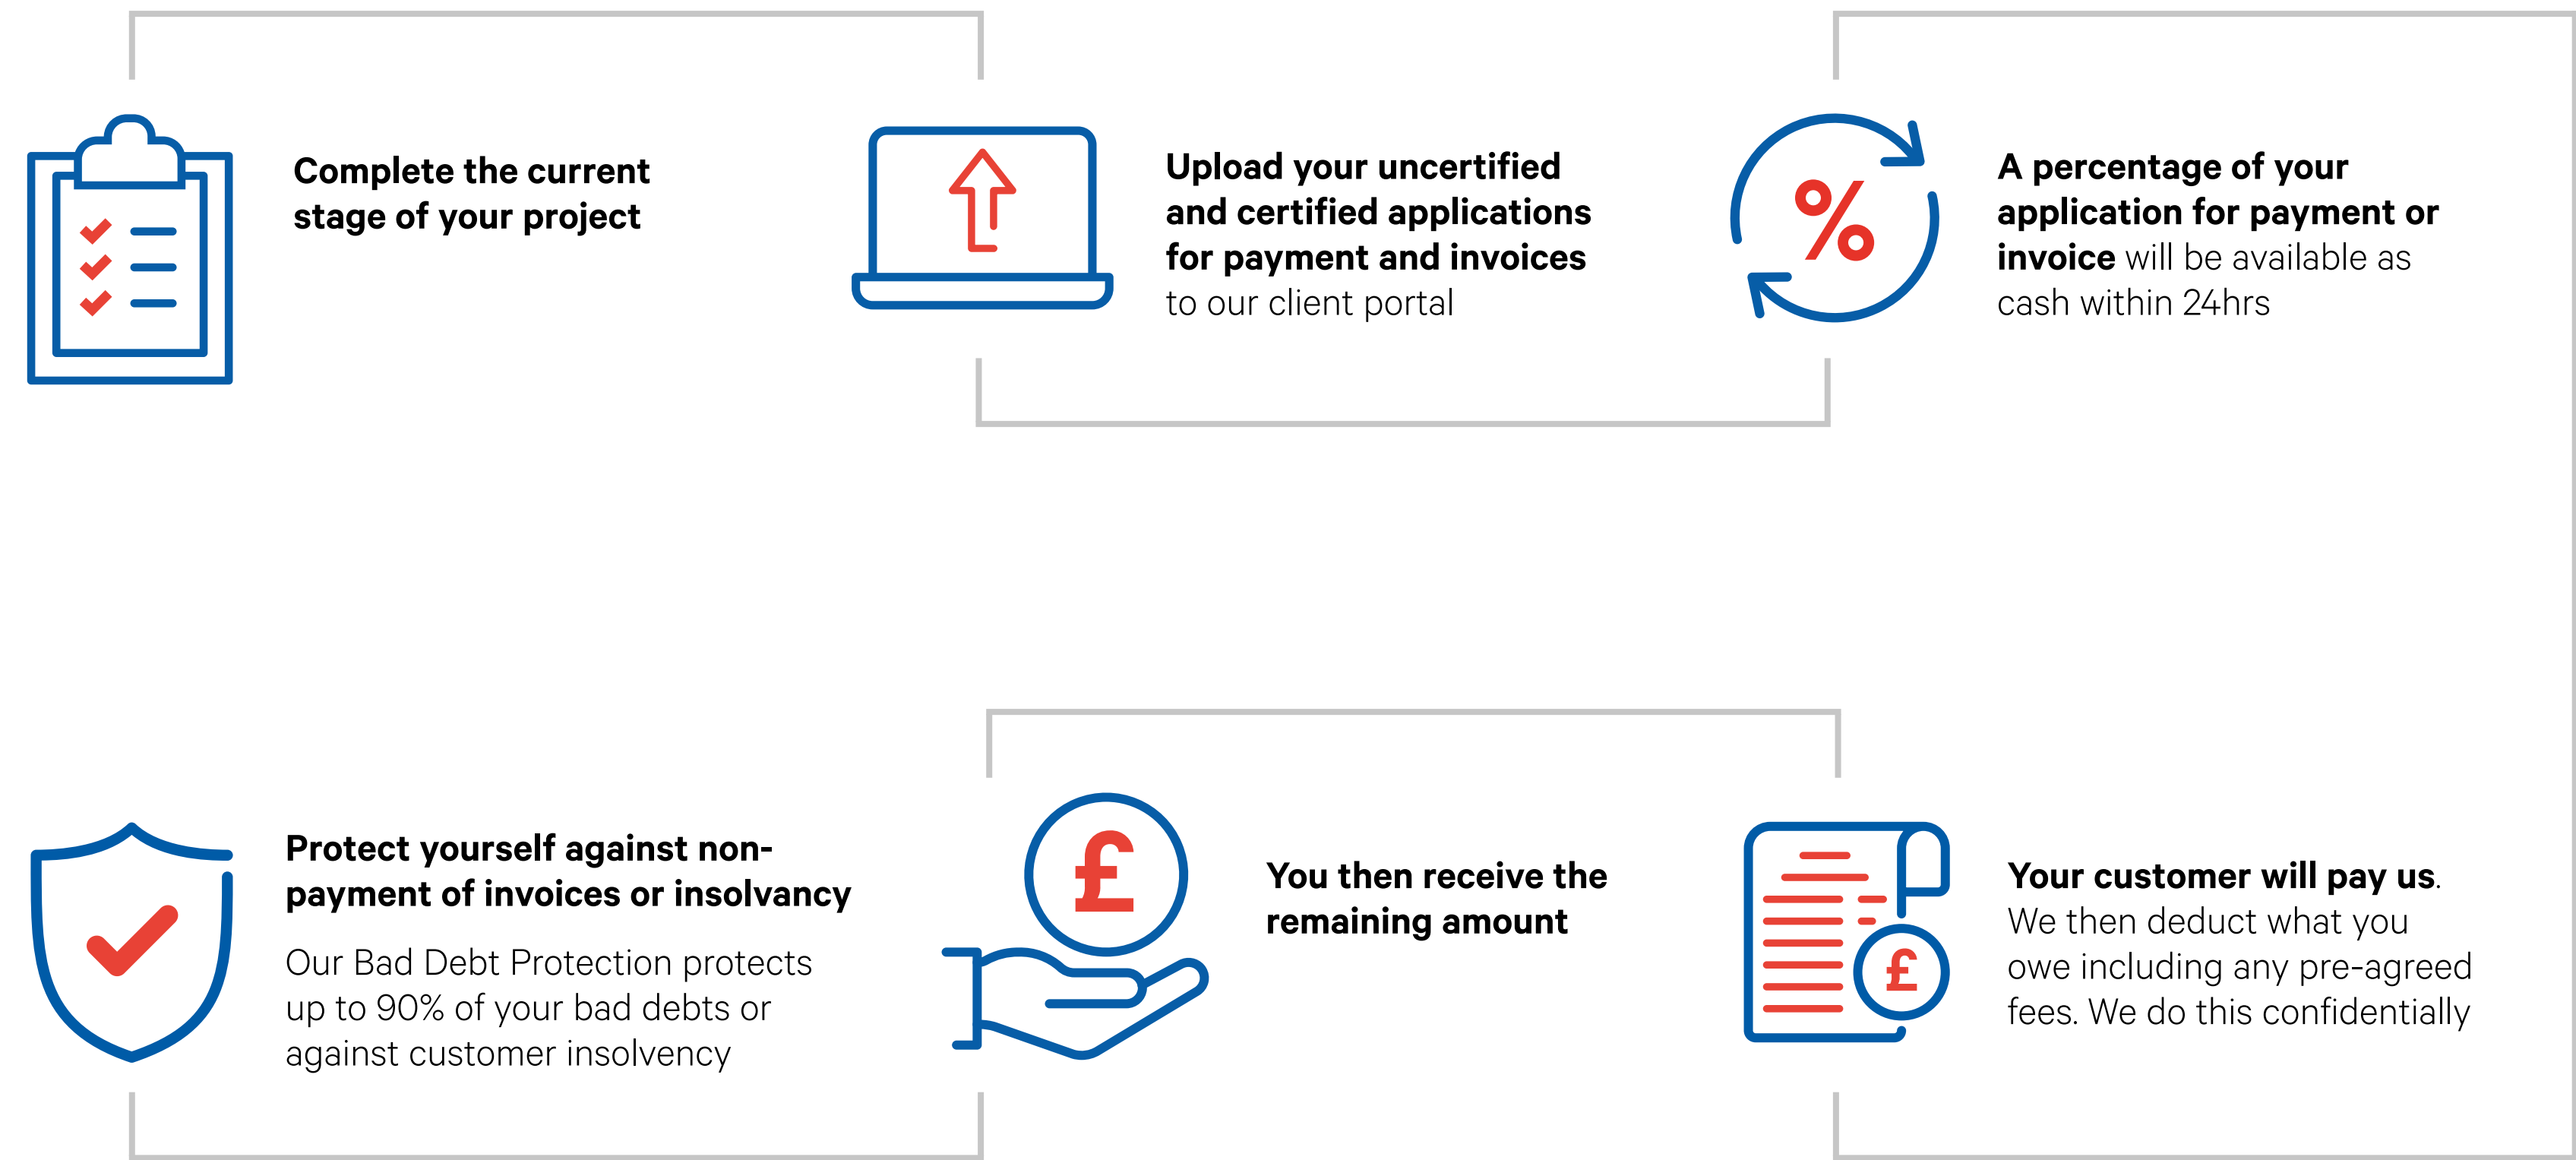 Complete the current
stage of your project
Upload your uncertified
and certified applications
for payment and invoices
to our client portal
%
A percentage of your
application for payment or
invoice will be available as
cash within 24hrs
Protect yourself against non-
payment of invoices or insolvancy
Our Bad Debt Protection protects
up to 90% of your bad debts or
against customer insolvency
£
You then receive the
remaining amount
£
Your customer will pay us.
We then deduct what you
owe including any pre-agreed
fees. We do this confidentially